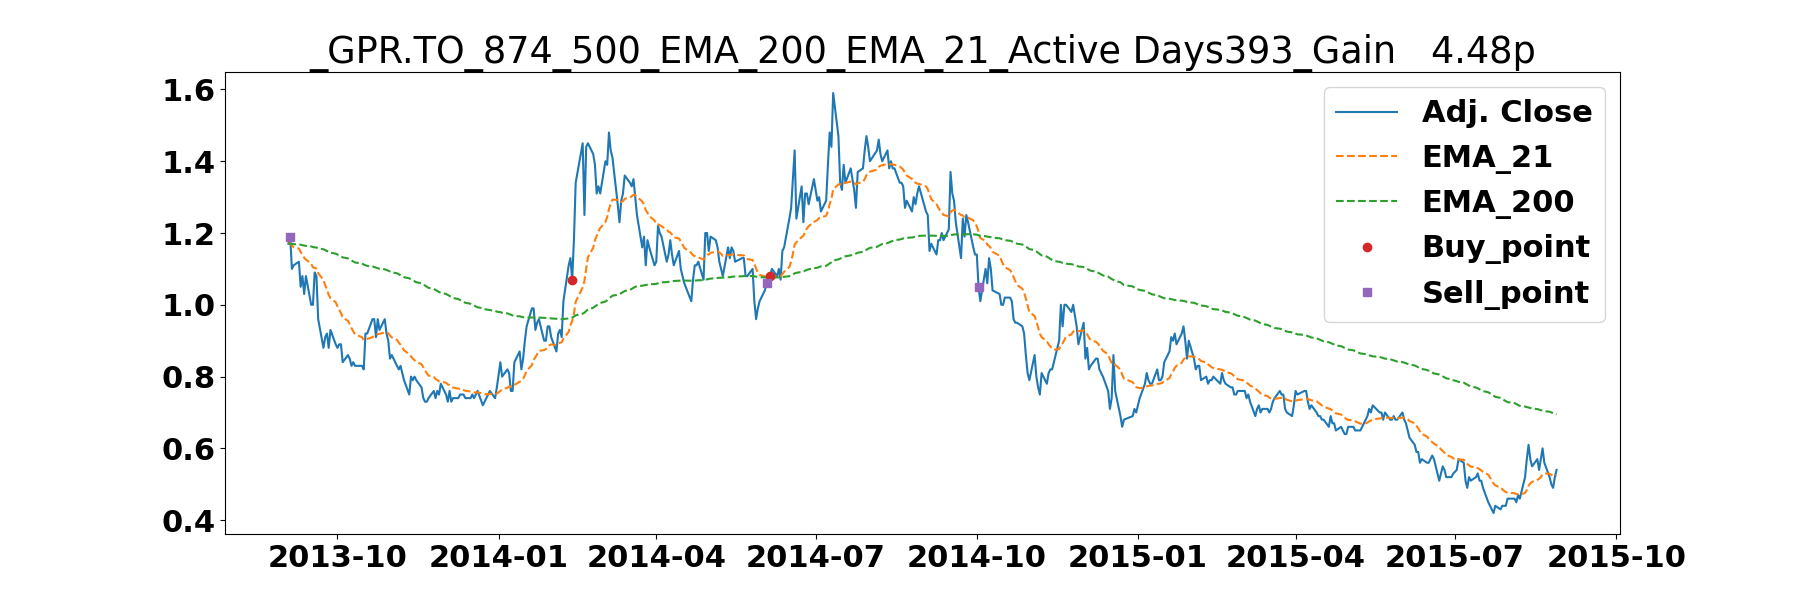 _GPR.TO_874_500_EMA_200_EMA_21_Active Days393_Gain   4.48p
1.6
1.4
1.2
1.0
0.8
0.6
0.4
Adj. Close
EMA_21
EMA_200
Buy_point
Sell_point
2013-10 2014-01 2014-04 2014-07 2014-10 2015-01 2015-04 2015-07 2015-10